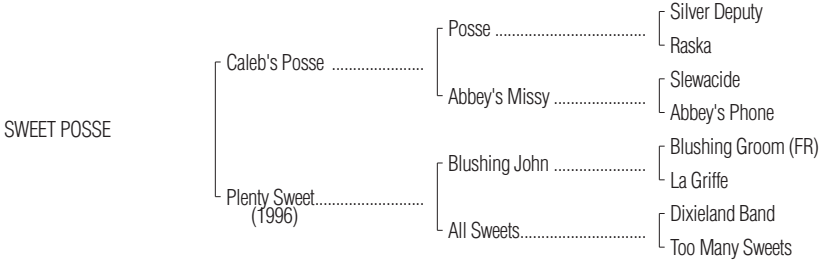 Silver Deputy
Posse ....................................
Raska
Caleb's Posse ......................
Slewacide
Abbey's Missy ......................
Abbey's Phone
SWEET POSSE
Blushing Groom (FR)
Blushing John ......................
La Griffe
Plenty Sweet..........................
(1996)
Dixieland Band
All Sweets..............................
Too Many Sweets